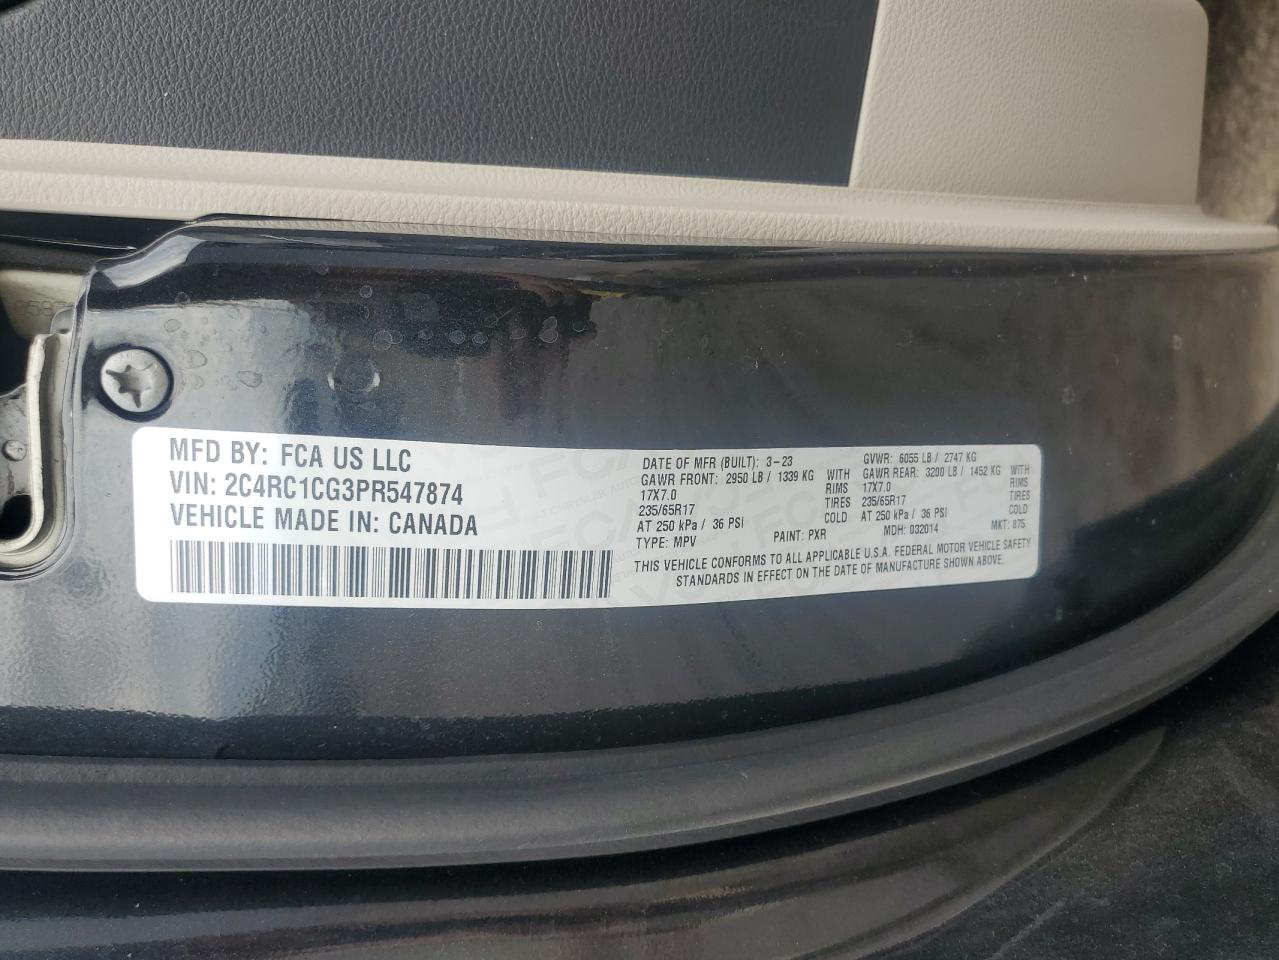 MFD BY: FCA US LLC
VIN: 2C4RC1CG3PR547874
VEHICLE MADE IN: CANADA
DATE OF MFR (BUILT): 3-23 GVWR: 6055 LB / 2747 KG
GAWR FRONT: 2950 LB / 1339 KG WITH GAWR REAR: 3200 LB / 1452 KG WITH
17X7.0 RIMS 17X7.0 RIMS
235/65R17 TIRES 235/65R17 TIRES
AT 250 kPa / 36 PSI COLD AT 250 kPa / 36 PSI COLD
TYPE: MPV PAINT: PXR MDH: 032014 MKT: 875
THIS VEHICLE CONFORMS TO ALL APPLICABLE U.S.A. FEDERAL MOTOR VEHICLE SAFETY
STANDARDS IN EFFECT ON THE DATE OF MANUFACTURE SHOWN ABOVE.